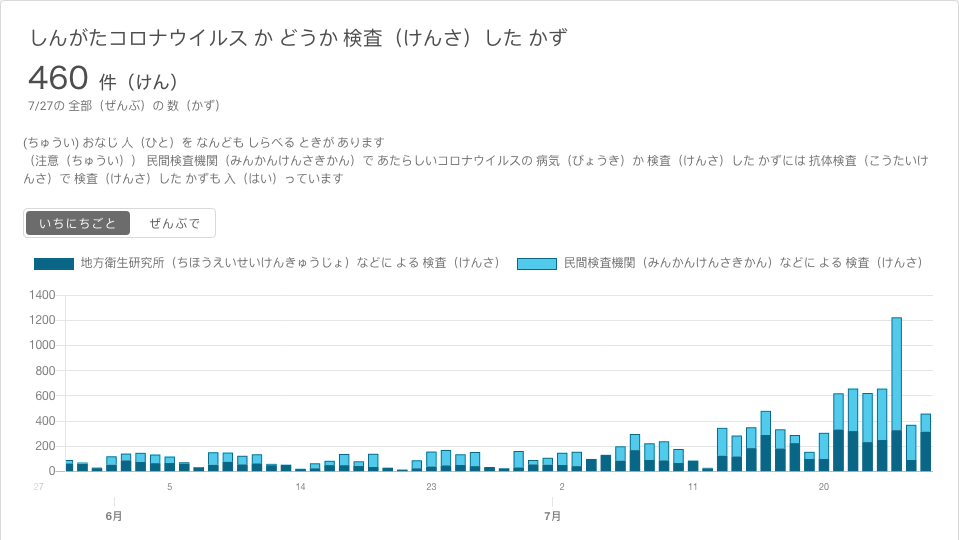 しんがたコロナウイルス か どうか 検査（けんさ）した かず
460 件（けん）
7/27の 全部（ぜんぶ）の 数（かず）
(ちゅうい) おなじ 人（ひと）を なんども しらべる ときが あります
（注意（ちゅうい）） 民間検査機関（みんかんけんさきかん）で あたらしいコロナウイルスの 病気（びょうき）か 検査（けんさ）した かずには 抗体検査（こうたいけ
んさ）で 検査（けんさ）した かずも 入（はい）っています
いちにちごと ぜんぶで
地方衛生研究所（ちほうえいせいけんきゅうじょ）などに よる 検査（けんさ） 民間検査機関（みんかんけんさきかん）などに よる 検査（けんさ）
1400
1200
1000
800
600
400
200
0
27 5 14 23 2 11 20
6月 7月